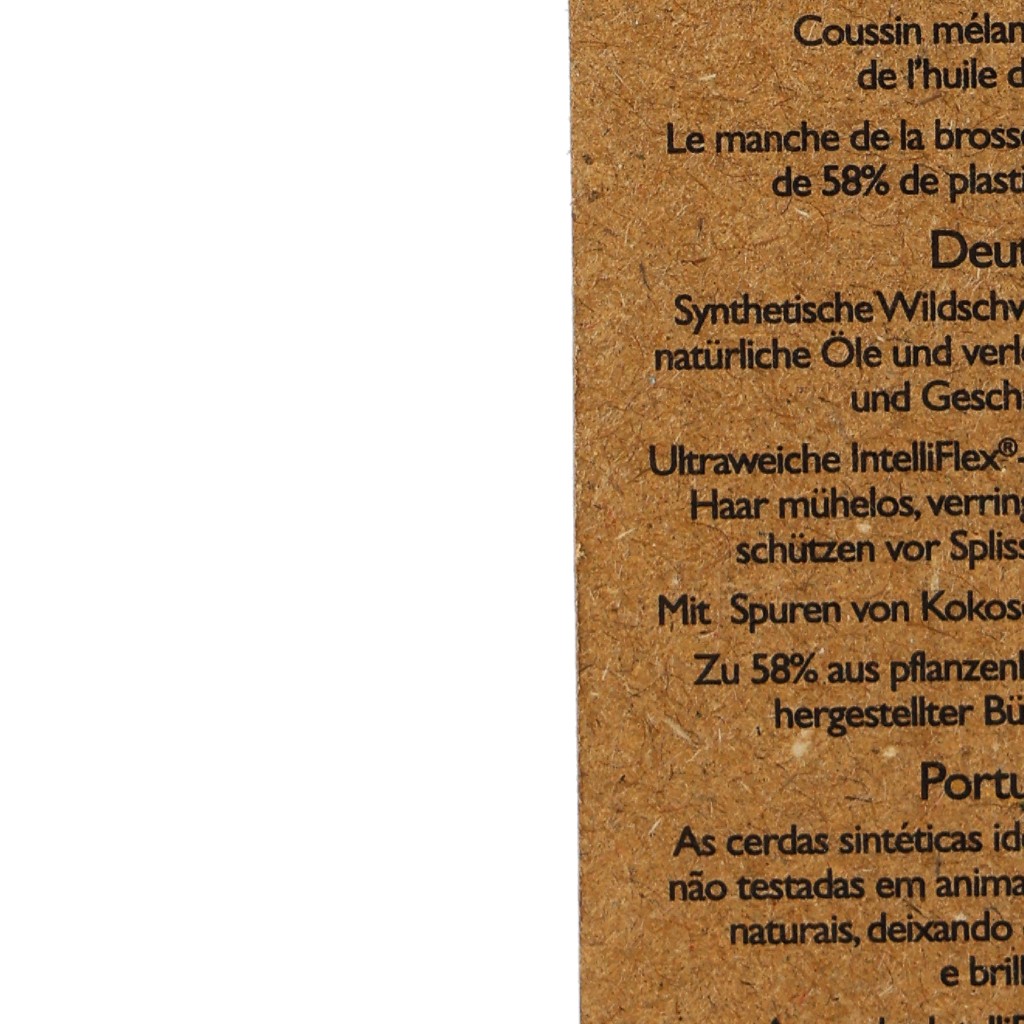 Coussin mélan
de l'huile d
Le manche de la bross
de 58% de plasti
Deut
Synthetische Wildschw
natürliche Öle und verl
und Gesch
Ultraweiche IntelliFlex®-
Haar mühelos, verring
schützen vor Spliss
Mit Spuren von Kokos
Zu 58% aus pflanzen
hergestellter Bü
Portu
As cerdas sintéticas id
não testadas em anima
naturais, deixando
e bril